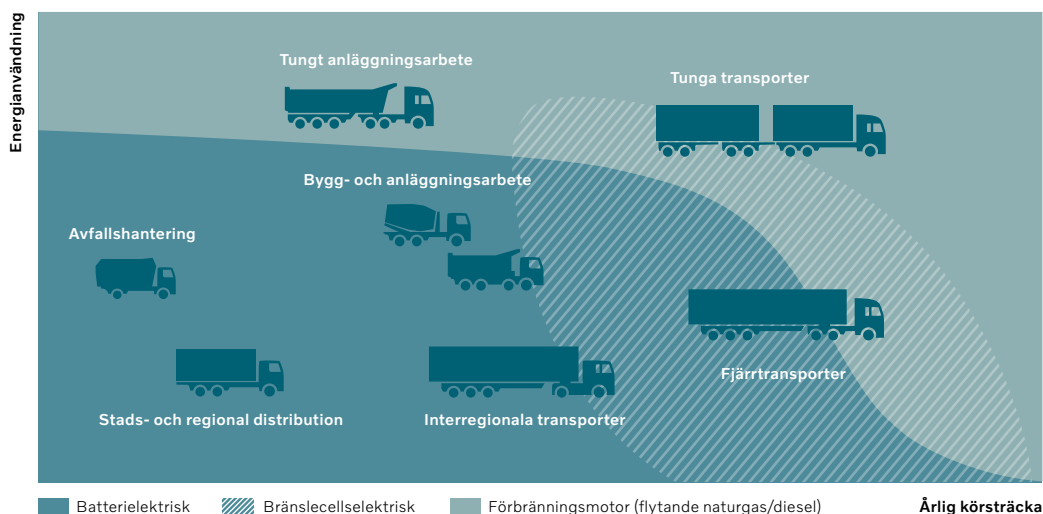 Energianvändning
Tungt anläggningsarbete
Tunga transporter
Bygg- och anläggningsarbete
Avfallshantering
Fjärrtransporter
Stads- och regional distribution
Interregionala transporter
Batterielektrisk
Bränslecellselektrisk
Förbränningsmotor (flytande naturgas/diesel)
Årlig körsträcka